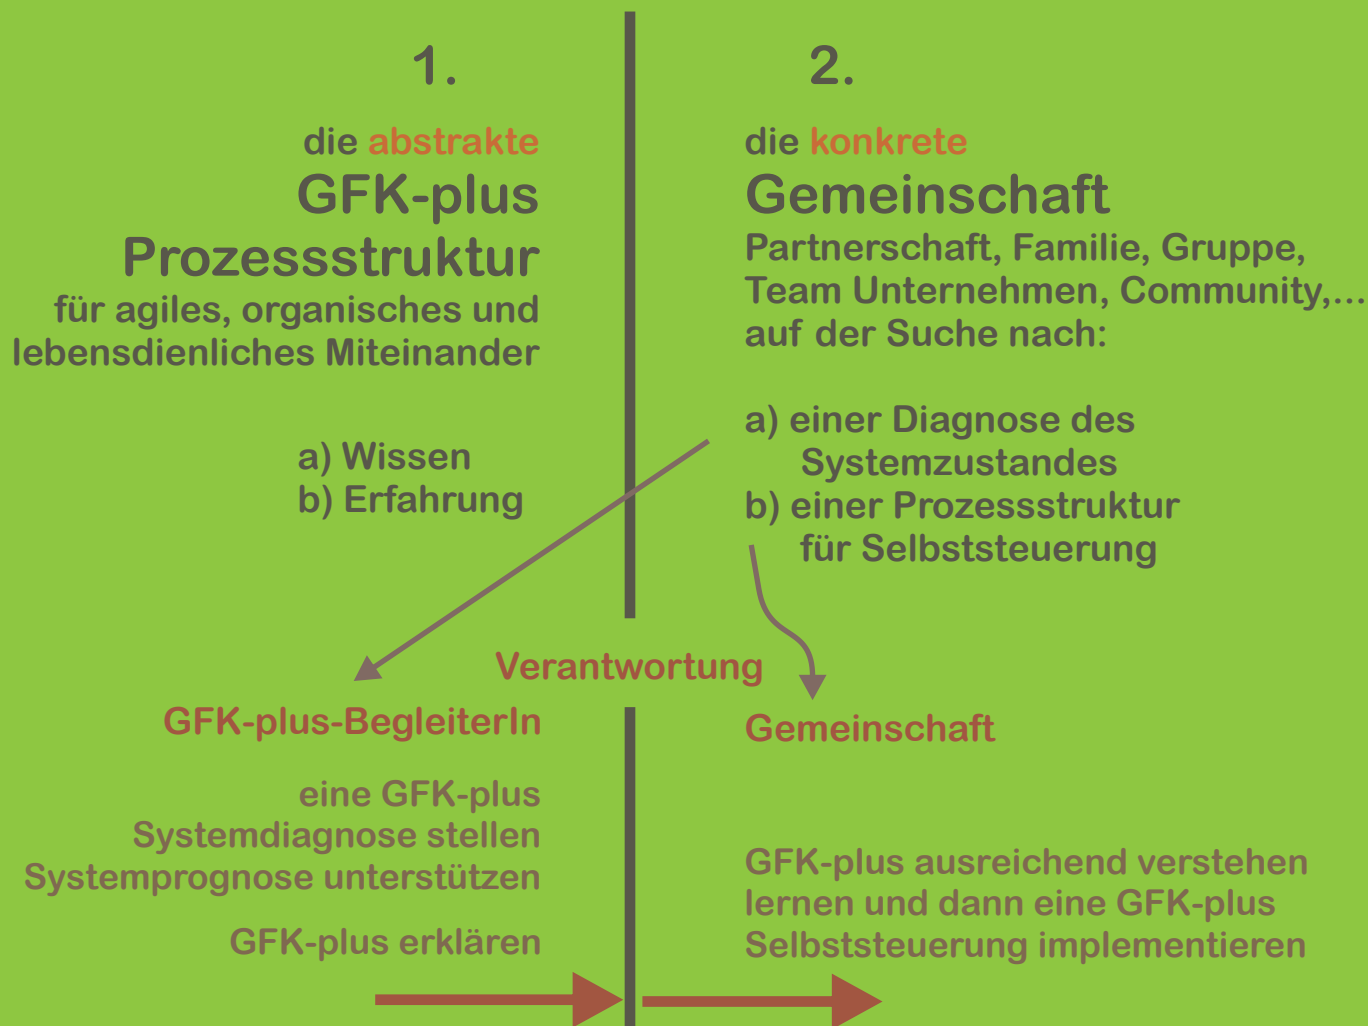 1.
die abstrakte
GFK-plus
Prozessstruktur
für agiles, organisches und
lebensdienliches Miteinander
a) Wissen
b) Erfahrung
2.
die konkrete
Gemeinschaft
Partnerschaft, Familie, Gruppe,
Team Unternehmen, Community,...
auf der Suche nach:
a) einer Diagnose des
Systemzustandes
b) einer Prozessstruktur
für Selbststeuerung
Verantwortung
GFK-plus-BegleiterIn
eine GFK-plus
Systemdiagnose stellen
Systemprognose unterstützen
GFK-plus erklären
Gemeinschaft
GFK-plus ausreichend verstehen
lernen und dann eine GFK-plus
Selbststeuerung implementieren